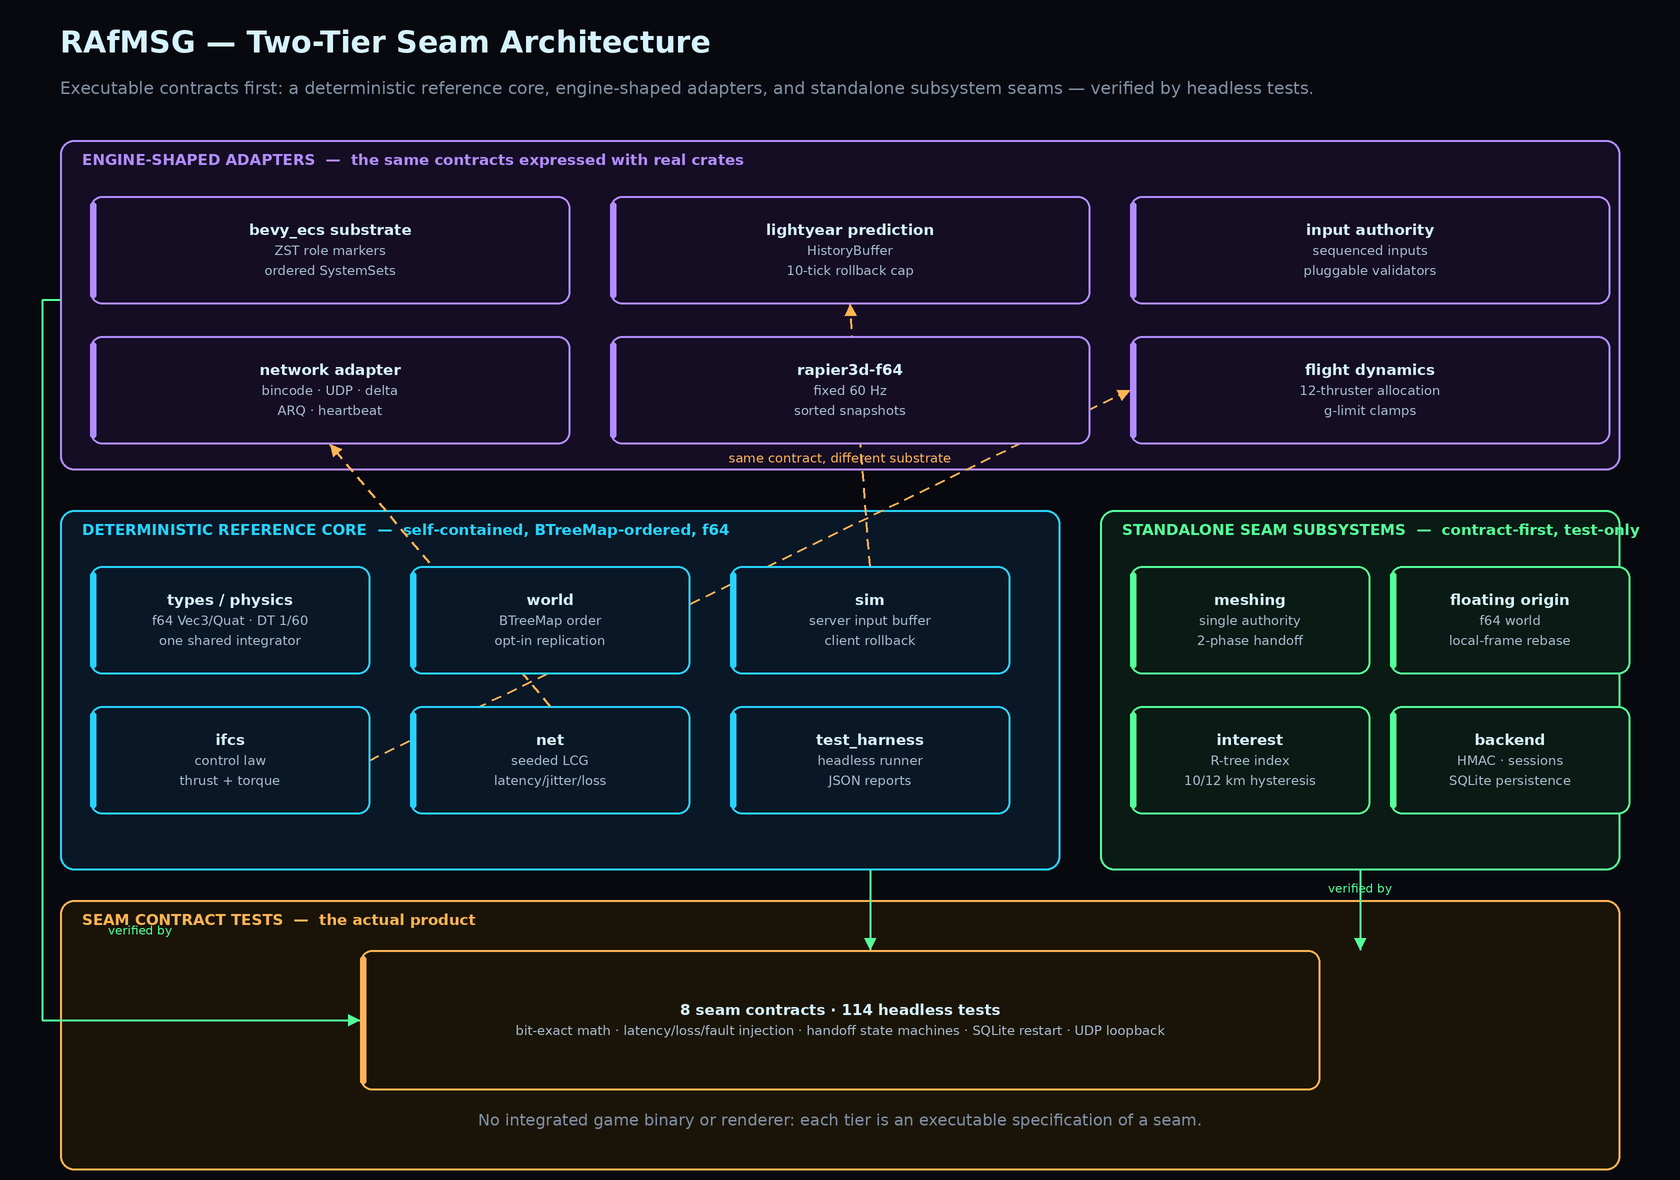 RAfMSG — Two-Tier Seam Architecture
Executable contracts first: a deterministic reference core, engine-shaped adapters, and standalone subsystem seams — verified by headless tests.
ENGINE-SHAPED ADAPTERS — the same contracts expressed with real crates
bevy_ecs substrate
ZST role markers
ordered SystemSets
lightyear prediction
HistoryBuffer
10-tick rollback cap
input authority
sequenced inputs
pluggable validators
network adapter
bincode · UDP · delta
ARQ · heartbeat
rapier3d-f64
fixed 60 Hz
sorted snapshots
flight dynamics
12-thruster allocation
g-limit clamps
same contract, different substrate
DETERMINISTIC REFERENCE CORE — self-contained, BTreeMap-ordered, f64
types / physics
f64 Vec3/Quat · DT 1/60
one shared integrator
world
BTreeMap order
opt-in replication
sim
server input buffer
client rollback
ifcs
control law
thrust + torque
net
seeded LCG
latency/jitter/loss
test_harness
headless runner
JSON reports
STANDALONE SEAM SUBSYSTEMS — contract-first, test-only
meshing
single authority
2-phase handoff
floating origin
f64 world
local-frame rebase
interest
R-tree index
10/12 km hysteresis
backend
HMAC · sessions
SQLite persistence
verified by
SEAM CONTRACT TESTS — the actual product
verified by
8 seam contracts · 114 headless tests
bit-exact math · latency/loss/fault injection · handoff state machines · SQLite restart · UDP loopback
No integrated game binary or renderer: each tier is an executable specification of a seam.